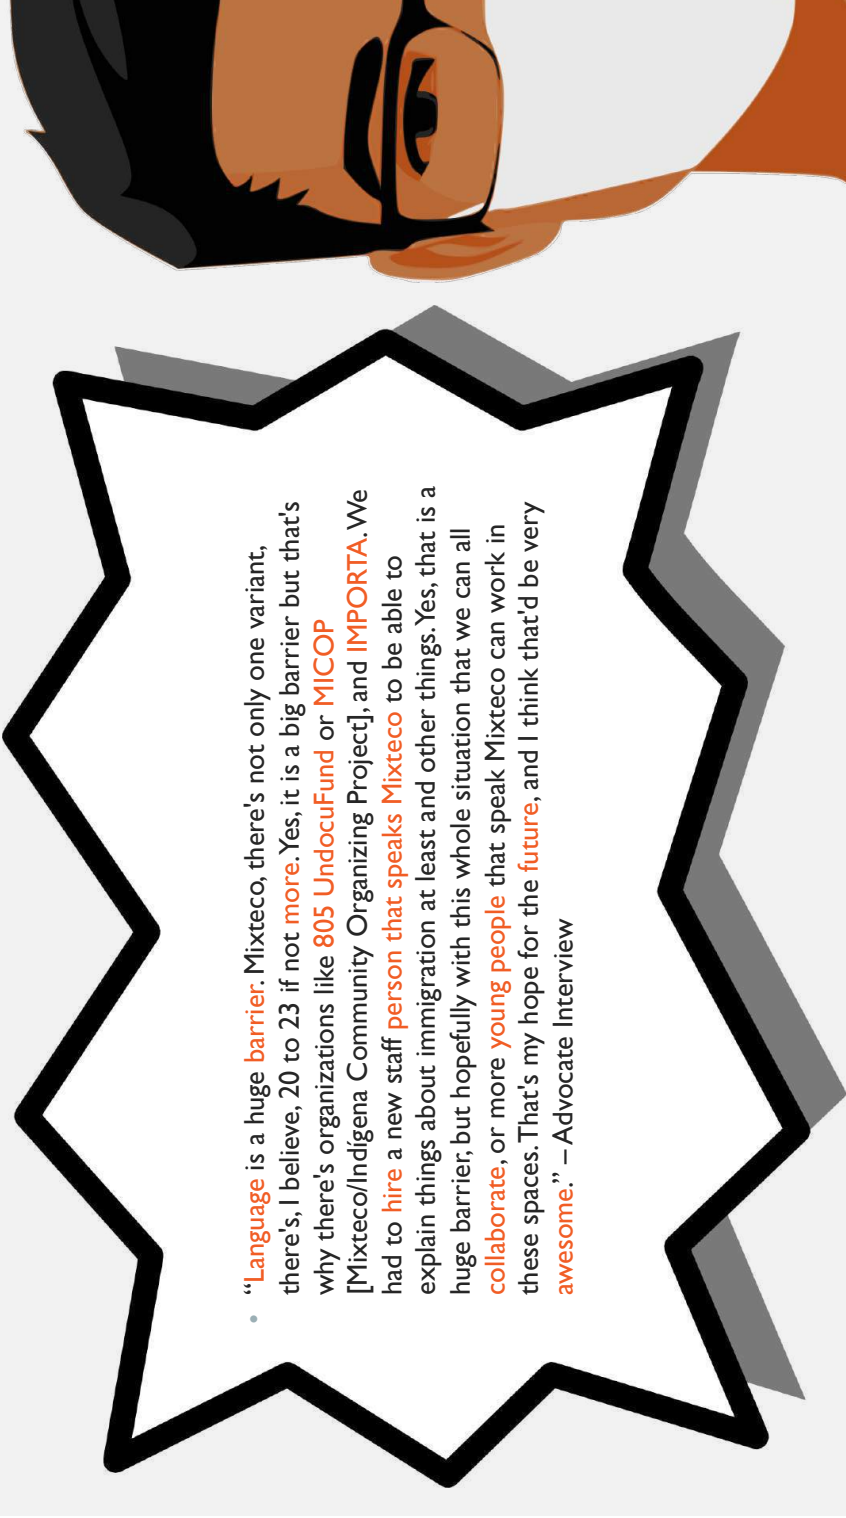 • “Language is a huge barrier. Mixteco, there's not only one variant,
there's, I believe, 20 to 23 if not more. Yes, it is a big barrier but that's
why there's organizations like 805 UndocuFund or MICOP
[Mixteco/Indígena Community Organizing Project], and IMPORTA. We
had to hire a new staff person that speaks Mixteco to be able to
explain things about immigration at least and other things. Yes, that is a
huge barrier, but hopefully with this whole situation that we can all
collaborate, or more young people that speak Mixteco can work in
these spaces. That's my hope for the future, and I think that'd be very
awesome.” – Advocate Interview